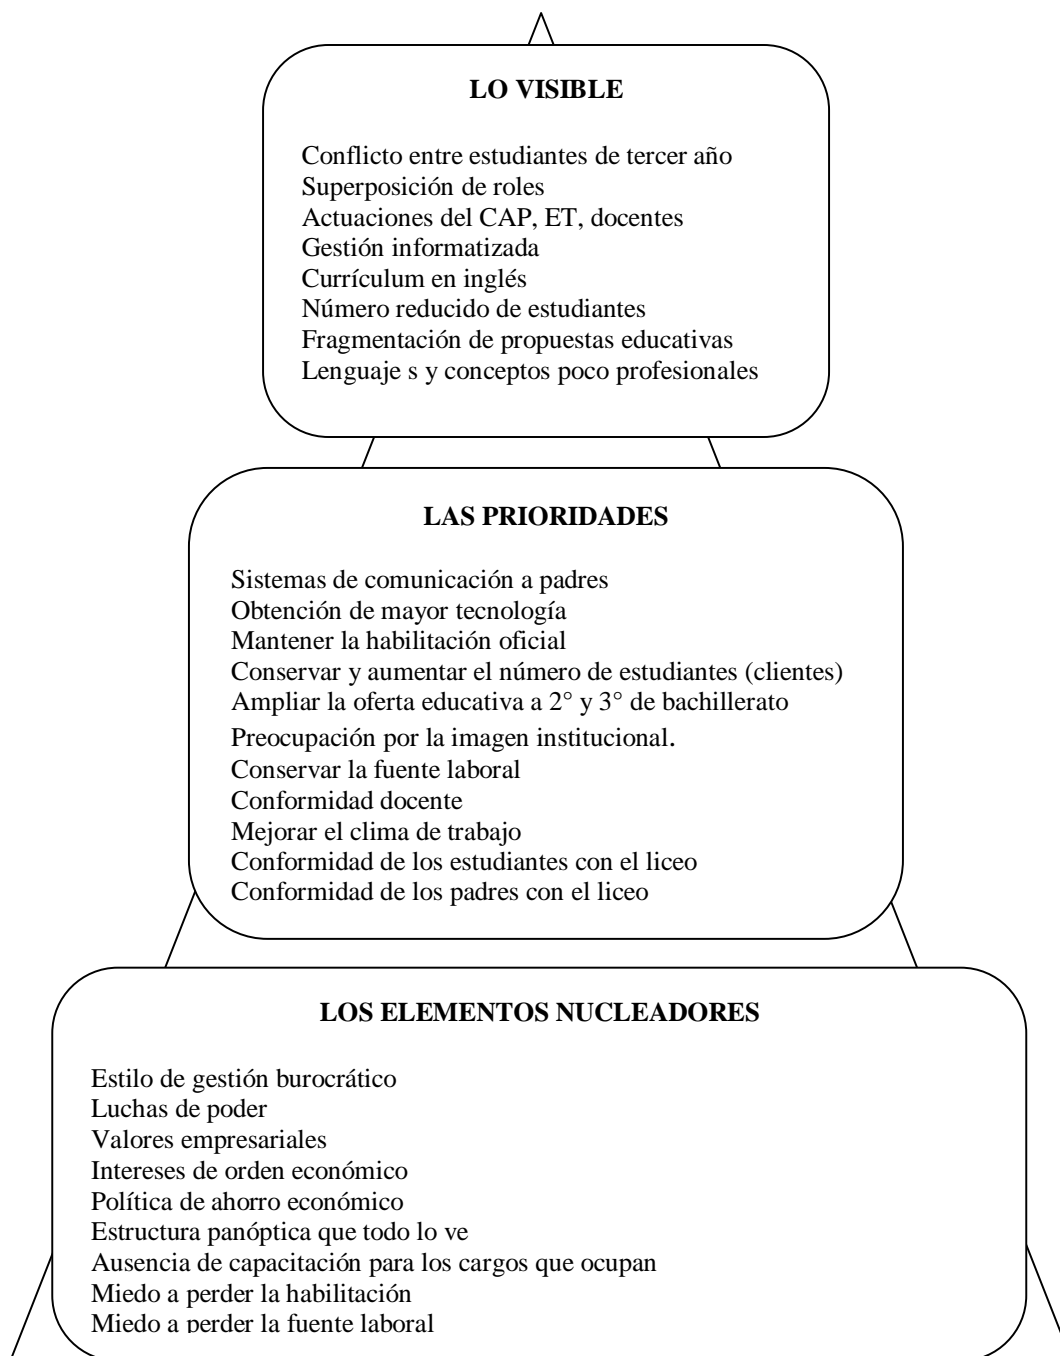 LO VISIBLE
Conflicto entre estudiantes de tercer año
Superposición de roles
Actuaciones del CAP, ET, docentes
Gestión informatizada
Currículum en inglés
Número reducido de estudiantes
Fragmentación de propuestas educativas
Lenguaje s y conceptos poco profesionales
LAS PRIORIDADES
Sistemas de comunicación a padres
Obtención de mayor tecnología
Mantener la habilitación oficial
Conservar y aumentar el número de estudiantes (clientes)
Ampliar la oferta educativa a 2° y 3° de bachillerato
Preocupación por la imagen institucional.
Conservar la fuente laboral
Conformidad docente
Mejorar el clima de trabajo
Conformidad de los estudiantes con el liceo
Conformidad de los padres con el liceo
LOS ELEMENTOS NUCLEADORES
Estilo de gestión burocrático
Luchas de poder
Valores empresariales
Intereses de orden económico
Política de ahorro económico
Estructura panóptica que todo lo ve
Ausencia de capacitación para los cargos que ocupan
Miedo a perder la habilitación
Miedo a perder la fuente laboral